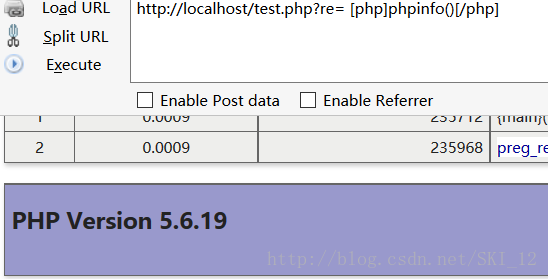 Load URL
http://localhost/test.php?re= [php]phpinfo()[/php]
Split URL
Execute
Enable Post data Enable Referrer
1 0.0009 235712 {main}(
2 0.0009 235968 preg_re
PHP Version 5.6.19
http://blog.csdn.net/SKI_12